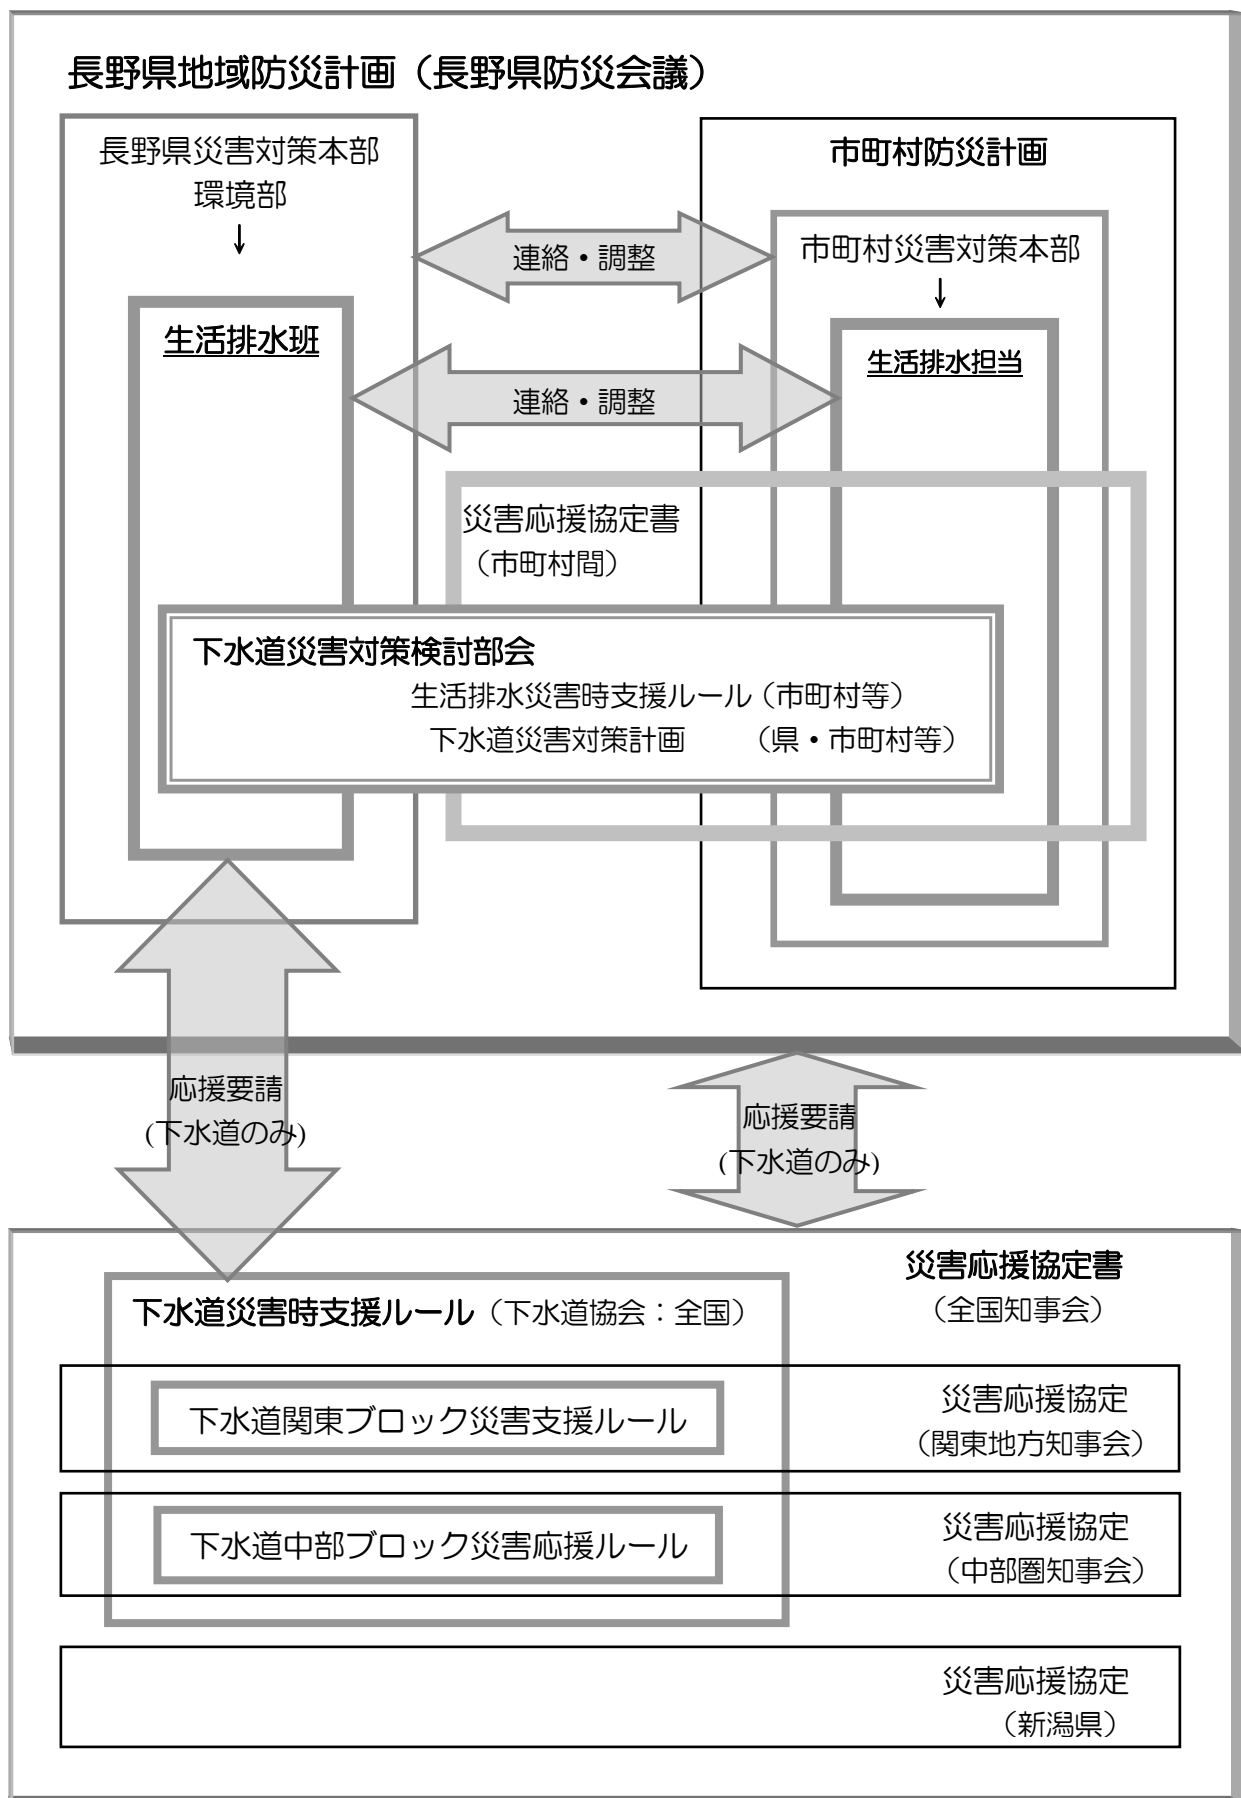 長野県地域防災計画（長野県防災会議）
長野県災害対策本部
環境部
↓
生活排水班
市町村防災計画
市町村災害対策本部
↓
生活排水担当
連絡・調整
連絡・調整
災害応援協定書
（市町村間）
下水道災害対策検討部会
生活排水災害時支援ルール（市町村等）
下水道災害対策計画　　（県・市町村等）
応援要請
(下水道のみ)
応援要請
(下水道のみ)
災害応援協定書
（全国知事会）
下水道災害時支援ルール（下水道協会：全国）
下水道関東ブロック災害支援ルール
災害応援協定
（関東地方知事会）
下水道中部ブロック災害応援ルール
災害応援協定
（中部圏知事会）
災害応援協定
（新潟県）